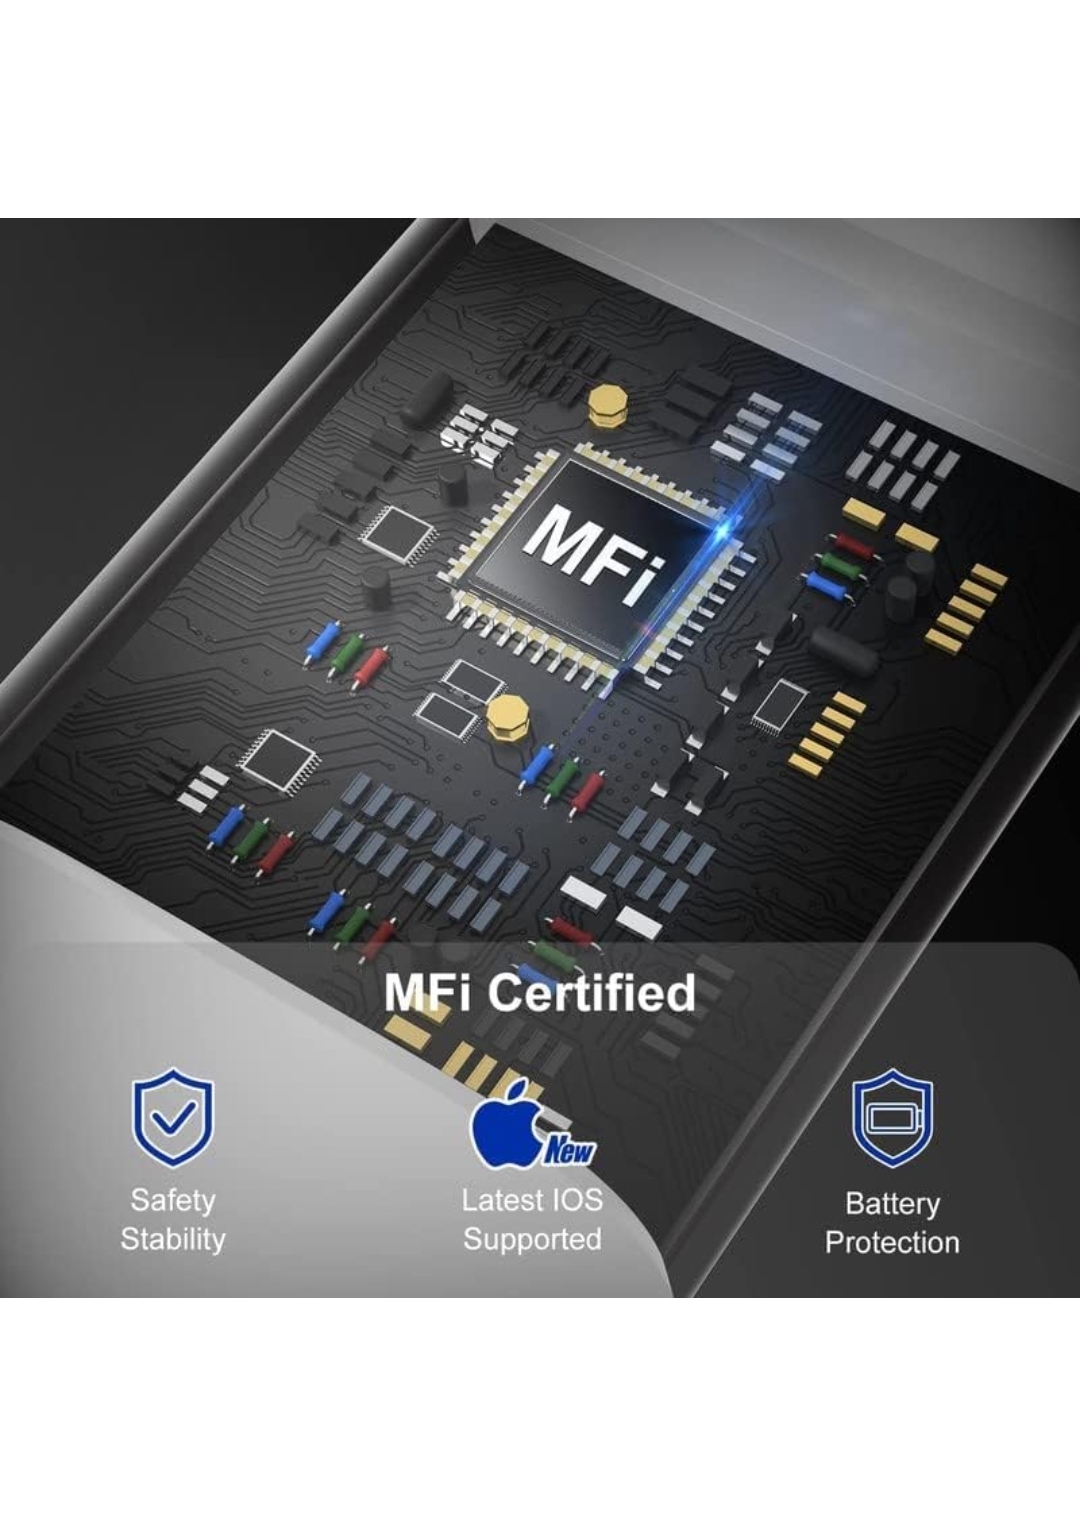 MFi
MFi Certified
New
Safety
Stability
Latest IOS
Supported
Battery
Protection